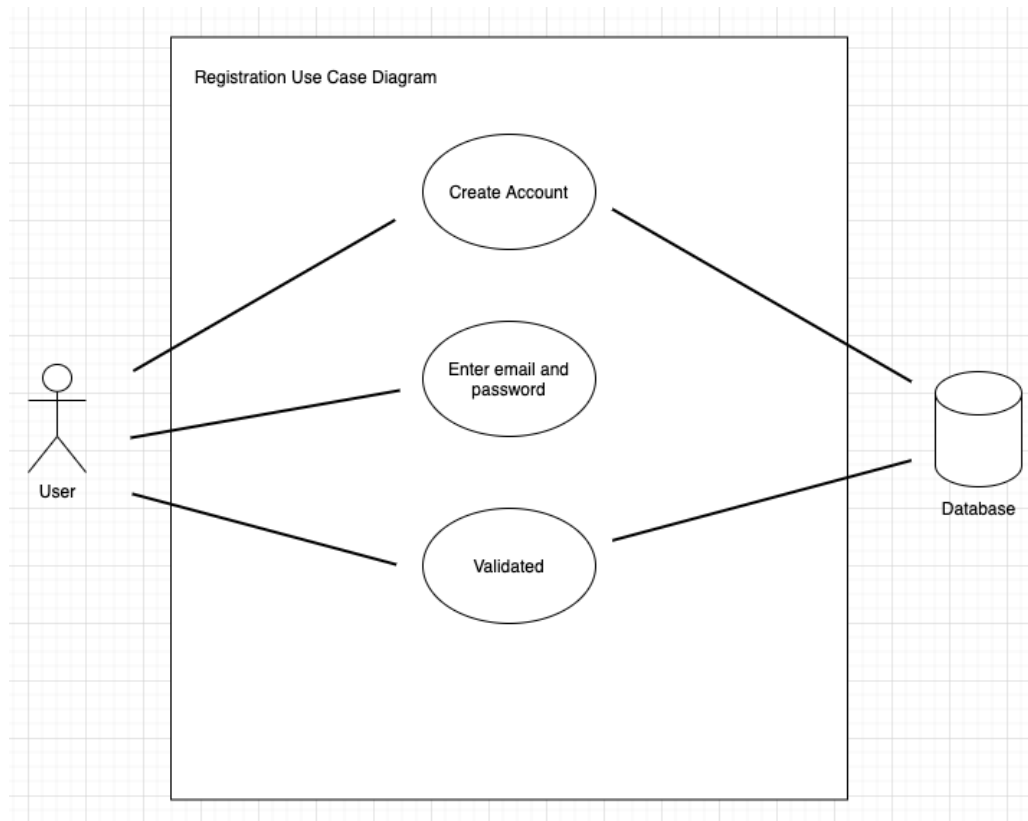 Registration Use Case Diagram
Create Account
Enter email and
password
User
Database
Validated